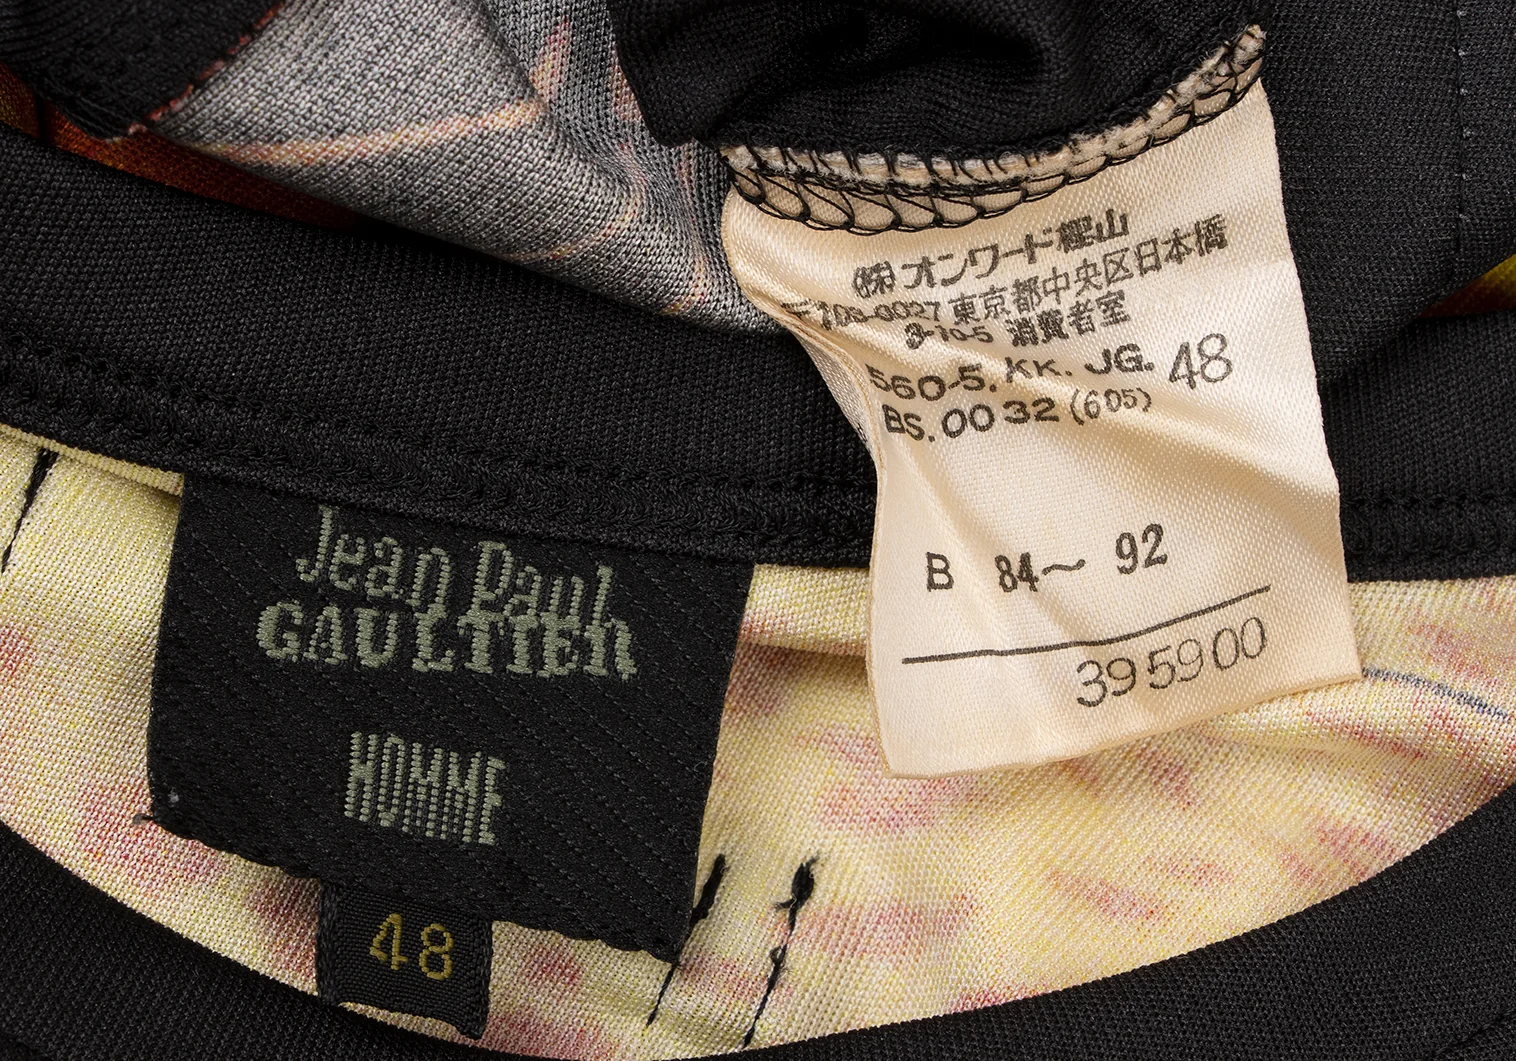 (株)オンワード樫山
〒103-0027 東京都中央区日本橋
3-10-5 消費者室
560-5. KK. JG. 48
BS. 0032 (605)
B 84〜 92
395900
Jean Paul
GAULTIER
HOMME
48